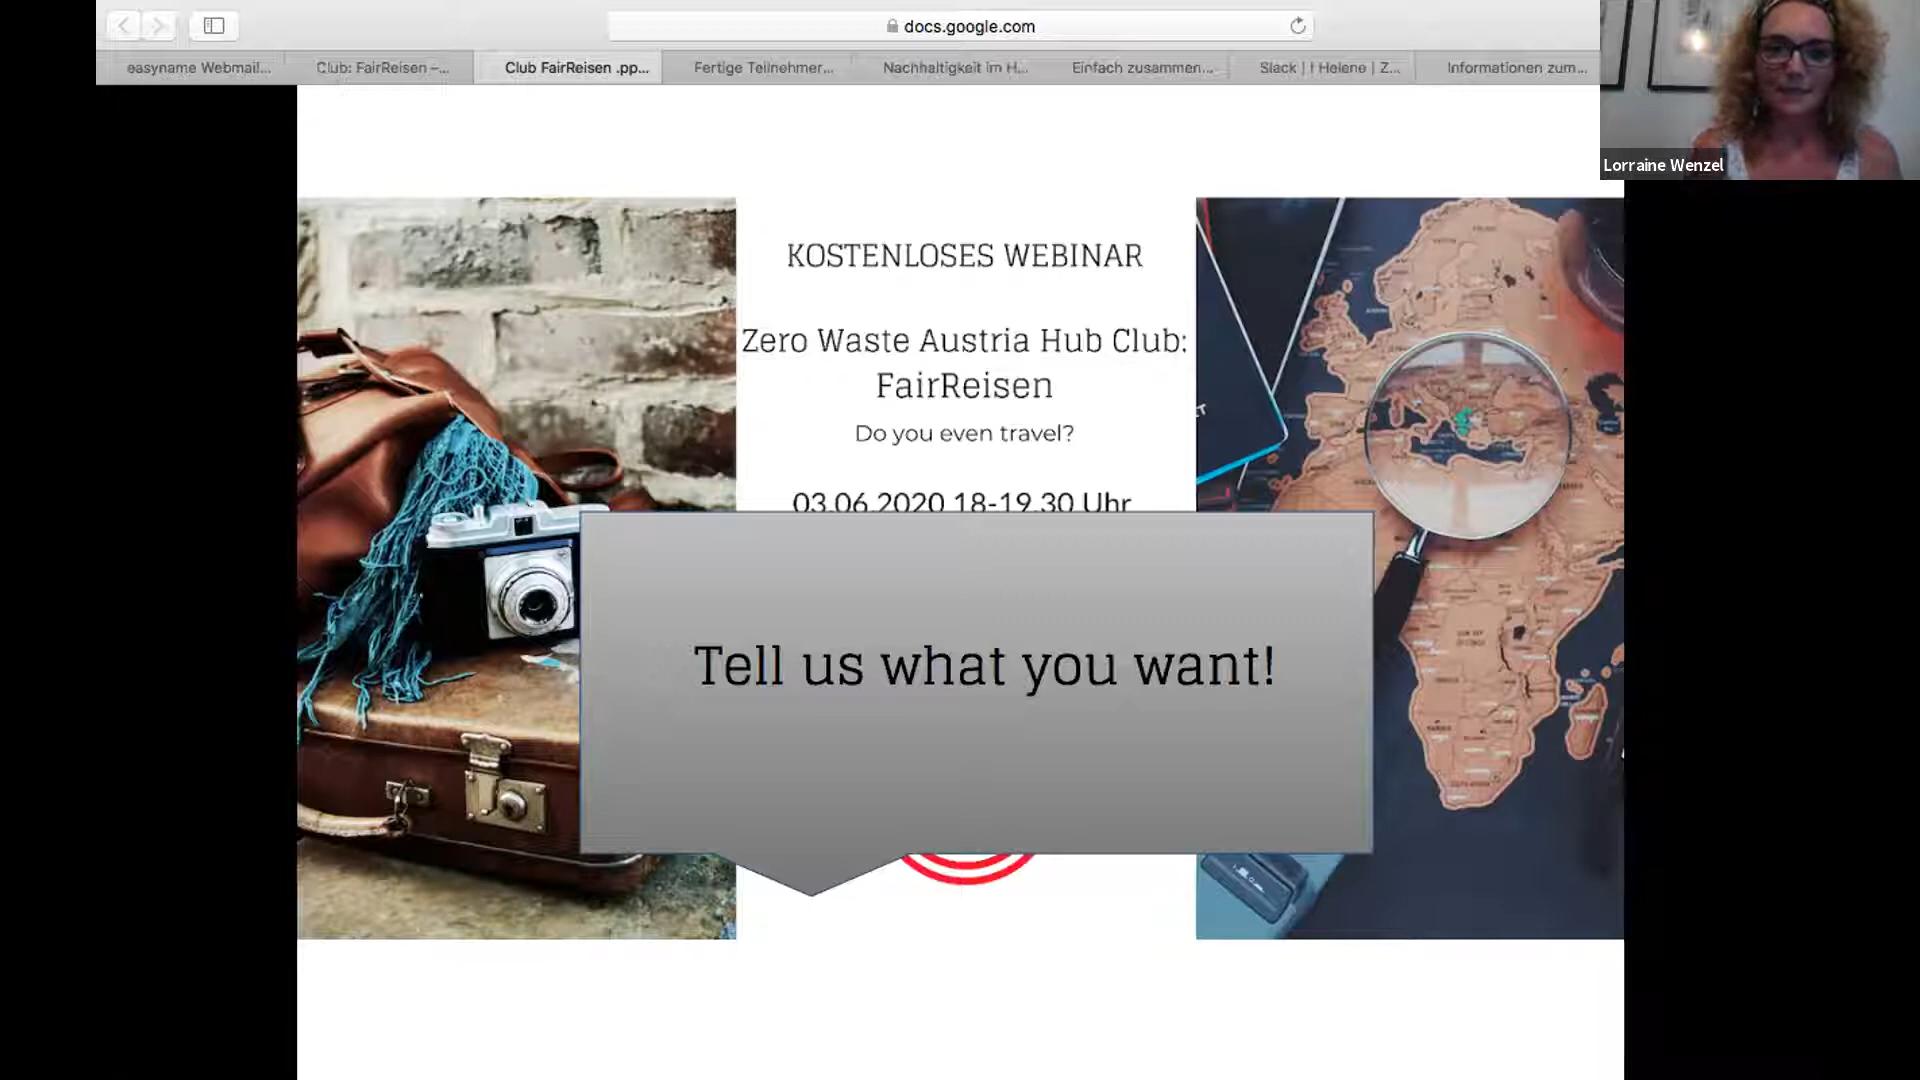 docs.google.com
easyname Webmail...
Club: FairReisen –...
Club FairReisen .pp...
Fertige Teilnehmer...
Nachhaltigkeit im H...
Einfach zusammen...
Slack | ! Helene | Z...
Informationen zum...
Lorraine Wenzel
KOSTENLOSES WEBINAR
Zero Waste Austria Hub Club:
FairReisen
Do you even travel?
03.06.2020 18-19.30 Uhr
Tell us what you want!